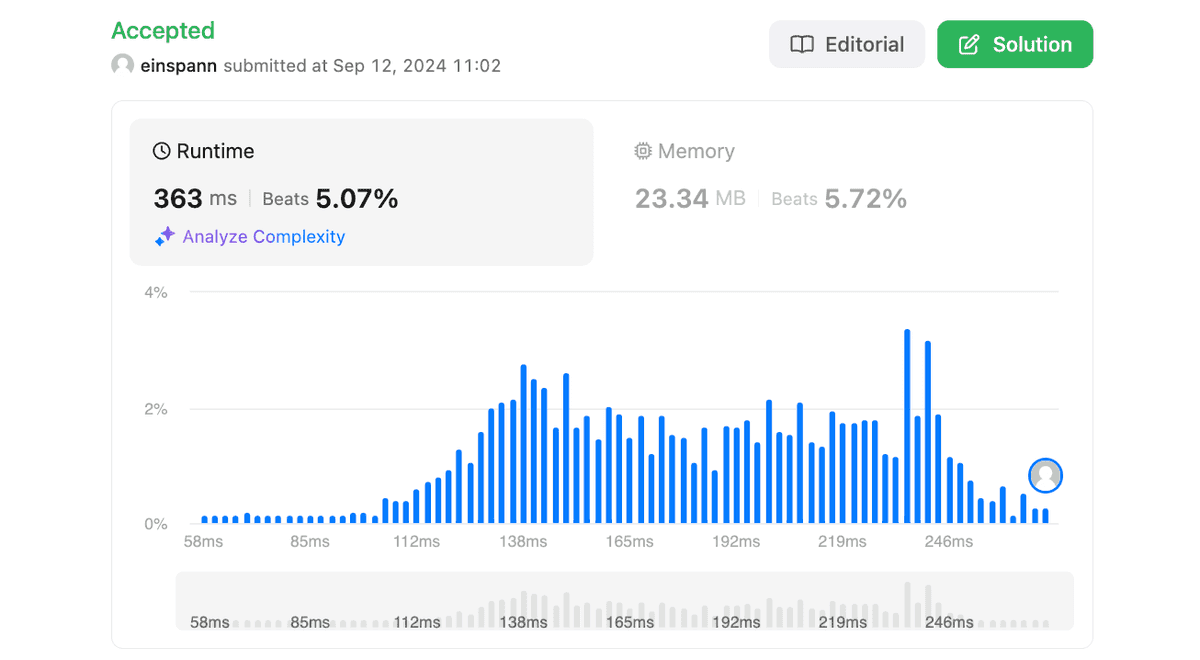 Accepted
einspann submitted at Sep 12, 2024 11:02
Editorial
Solution
Runtime
363 ms Beats 5.07%
Analyze Complexity
Memory
23.34 MB Beats 5.72%
4%
2%
0%
58ms 85ms 112ms 138ms 165ms 192ms 219ms 246ms
58ms 85ms 112ms 138ms 165ms 192ms 219ms 246ms